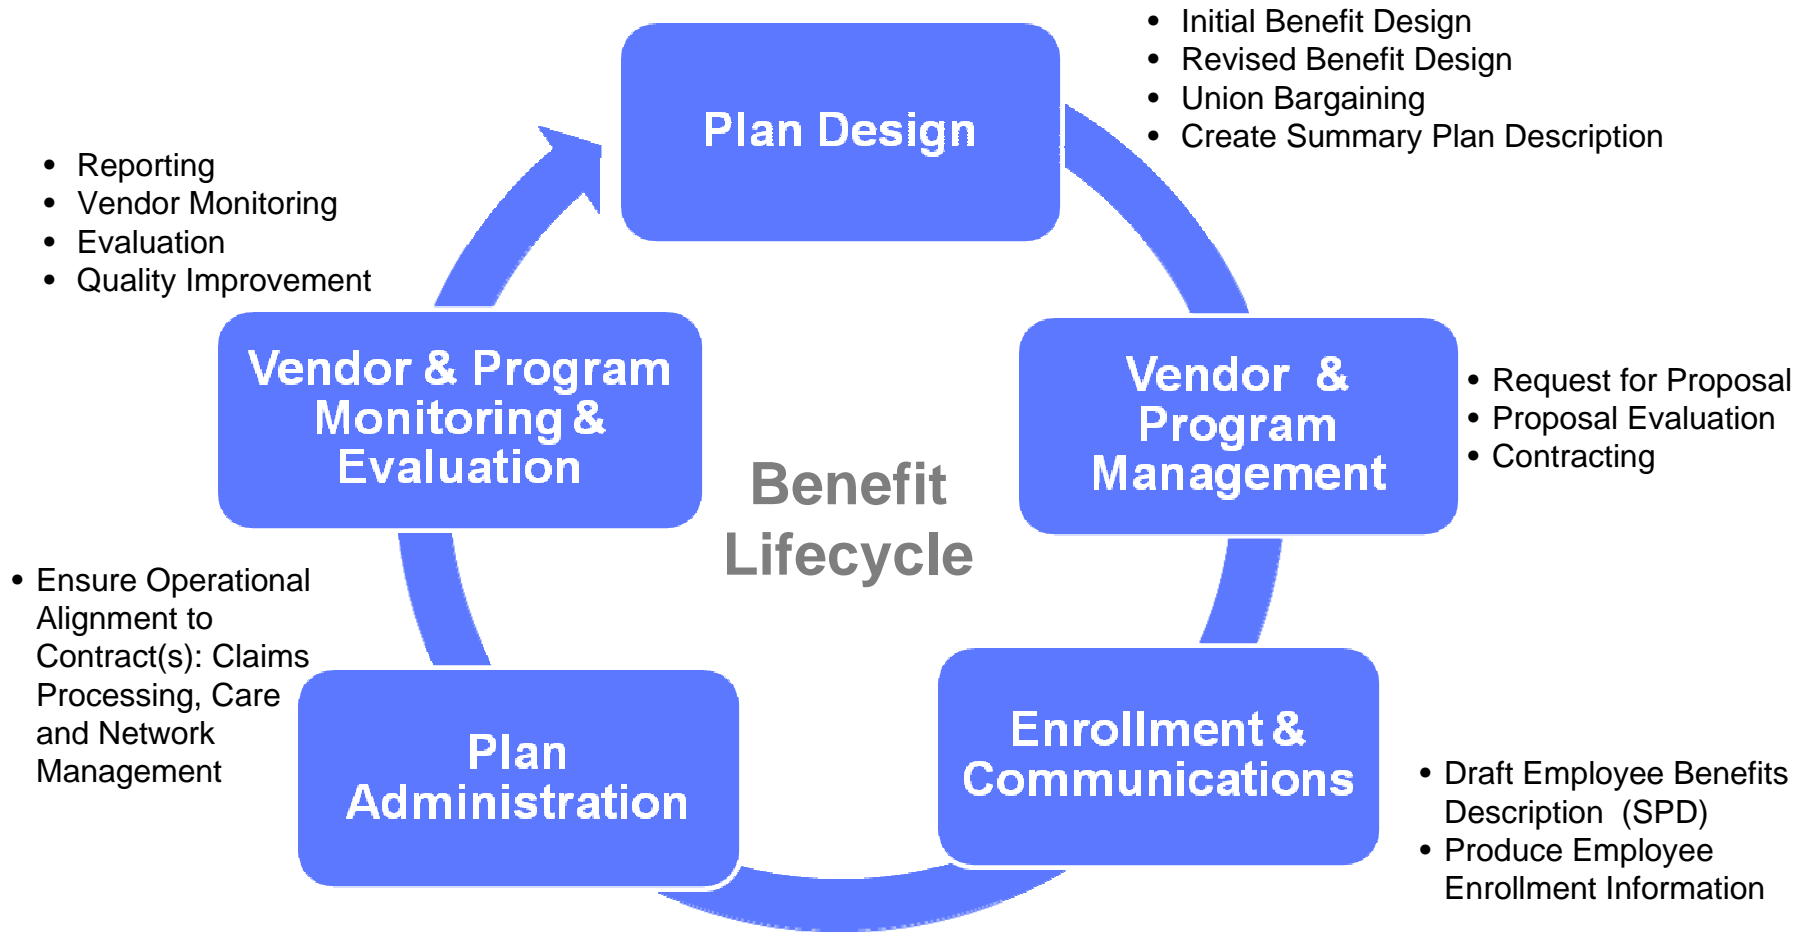 Plan Design
• Initial Benefit Design
• Revised Benefit Design
• Union Bargaining
• Create Summary Plan Description
Vendor & 
Program
Management
• Request for Proposal
• Proposal Evaluation
• Contracting
Enrollment &
Communications
• Draft Employee Benefits
Description (SPD)
• Produce Employee
Enrollment Information
Plan
Administration
• Ensure Operational
Alignment to
Contract(s): Claims
Processing, Care
and Network
Management
Vendor & Program
Monitoring &
Evaluation
• Reporting
• Vendor Monitoring
• Evaluation
• Quality Improvement
Benefit
Lifecycle